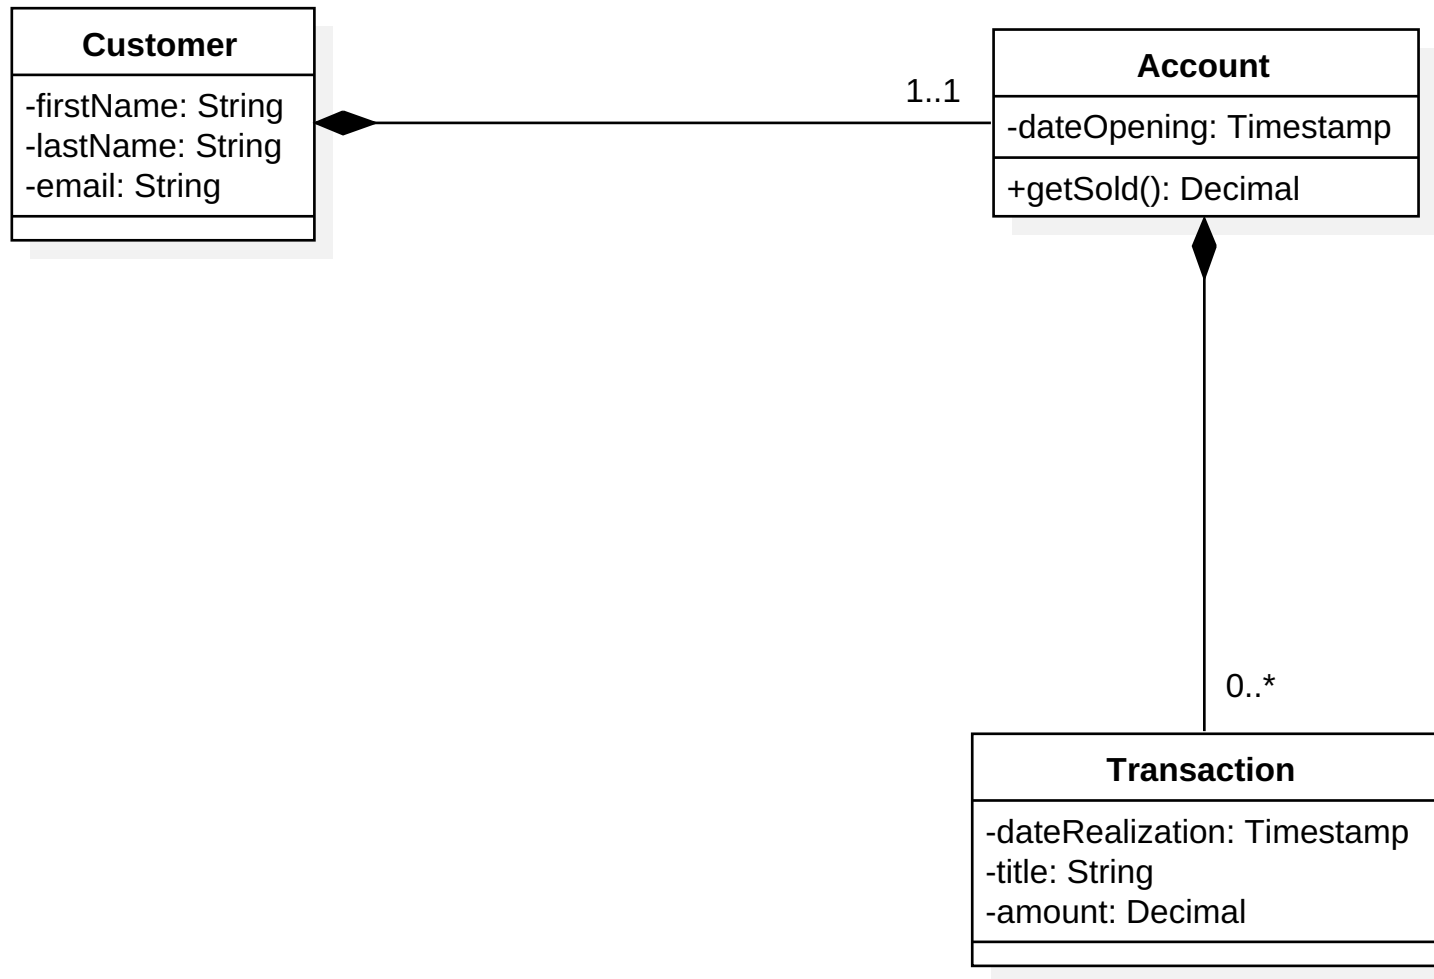 Customer
-firstName: String
-lastName: String
-email: String
1..1
Account
-dateOpening: Timestamp
+getSold(): Decimal
0..*
Transaction
-dateRealization: Timestamp
-title: String
-amount: Decimal